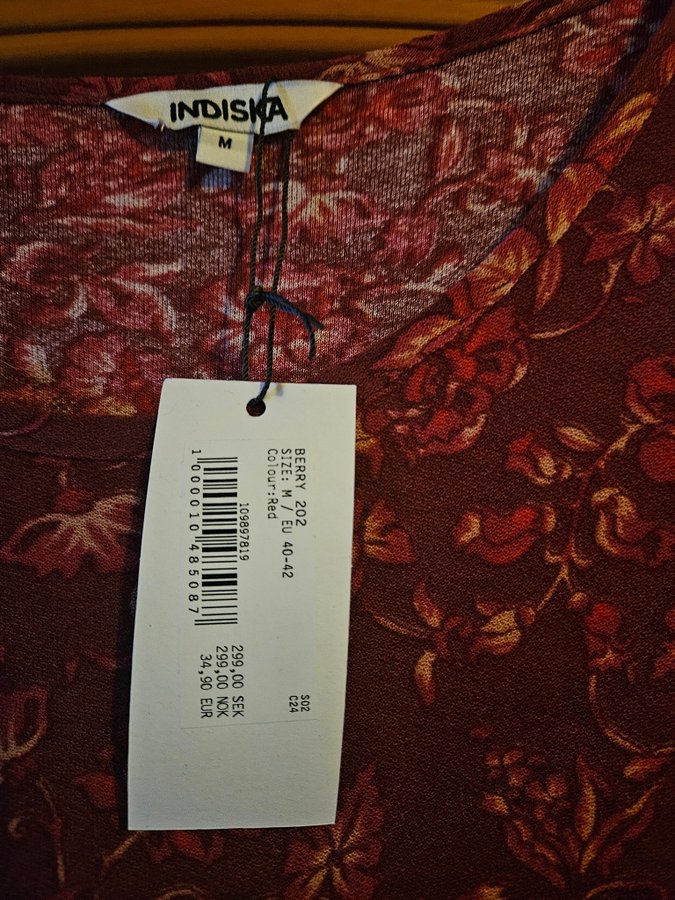 INDISKA
M
BERRY 202
SIZE: M / EU 40-42
Colour:Red
109897819
1000010485087
S02
C24
299,00 SEK
299,00 NOK
34,90 EUR